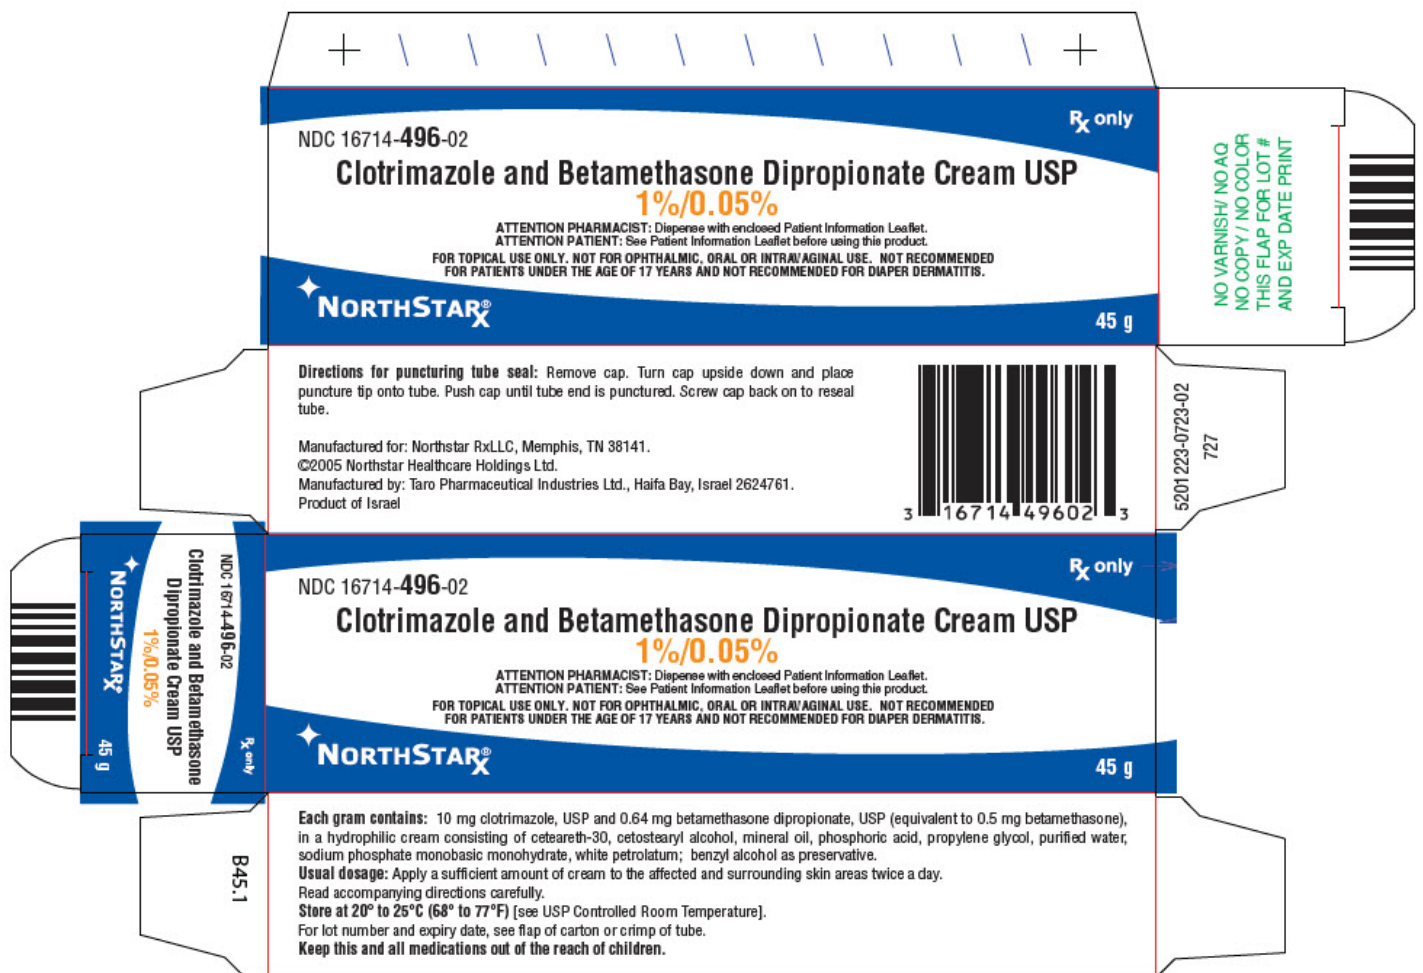 Rx only
NDC 16714-496-02
Clotrimazole and Betamethasone Dipropionate Cream USP
1%/0.05%
ATTENTION PHARMACIST: Dispense with enclosed Patient Information Leaflet.
ATTENTION PATIENT: See Patient Information Leaflet before using this product.
FOR TOPICAL USE ONLY. NOT FOR OPHTHALMIC, ORAL OR INTRAVAGINAL USE. NOT RECOMMENDED
FOR PATIENTS UNDER THE AGE OF 17 YEARS AND NOT RECOMMENDED FOR DIAPER DERMATITIS.
NORTHSTARX®
45 g
NO VARNISH/ NO AQ
NO COPY / NO COLOR
THIS FLAP FOR LOT #
AND EXP DATE PRINT
Directions for puncturing tube seal: Remove cap. Turn cap upside down and place
puncture tip onto tube. Push cap until tube end is punctured. Screw cap back on to reseal
tube.
Manufactured for: Northstar RxLLC, Memphis, TN 38141.
©2005 Northstar Healthcare Holdings Ltd.
Manufactured by: Taro Pharmaceutical Industries Ltd., Haifa Bay, Israel 2624761.
Product of Israel
3 16714 49602 3
5201223-0723-02
727
NDC 16714-496-02
Rx only
Clotrimazole and Betamethasone
Dipropionate Cream USP
1%/0.05%
NORTHSTARX®
45 g
Rx only
NDC 16714-496-02
Clotrimazole and Betamethasone Dipropionate Cream USP
1%/0.05%
ATTENTION PHARMACIST: Dispense with enclosed Patient Information Leaflet.
ATTENTION PATIENT: See Patient Information Leaflet before using this product.
FOR TOPICAL USE ONLY. NOT FOR OPHTHALMIC, ORAL OR INTRAVAGINAL USE. NOT RECOMMENDED
FOR PATIENTS UNDER THE AGE OF 17 YEARS AND NOT RECOMMENDED FOR DIAPER DERMATITIS.
NORTHSTARX®
45 g
Each gram contains: 10 mg clotrimazole, USP and 0.64 mg betamethasone dipropionate, USP (equivalent to 0.5 mg betamethasone),
in a hydrophilic cream consisting of ceteareth-30, cetostearyl alcohol, mineral oil, phosphoric acid, propylene glycol, purified water,
sodium phosphate monobasic monohydrate, white petrolatum; benzyl alcohol as preservative.
Usual dosage: Apply a sufficient amount of cream to the affected and surrounding skin areas twice a day.
Read accompanying directions carefully.
Store at 20° to 25°C (68° to 77°F) [see USP Controlled Room Temperature].
For lot number and expiry date, see flap of carton or crimp of tube.
Keep this and all medications out of the reach of children.
B45.1